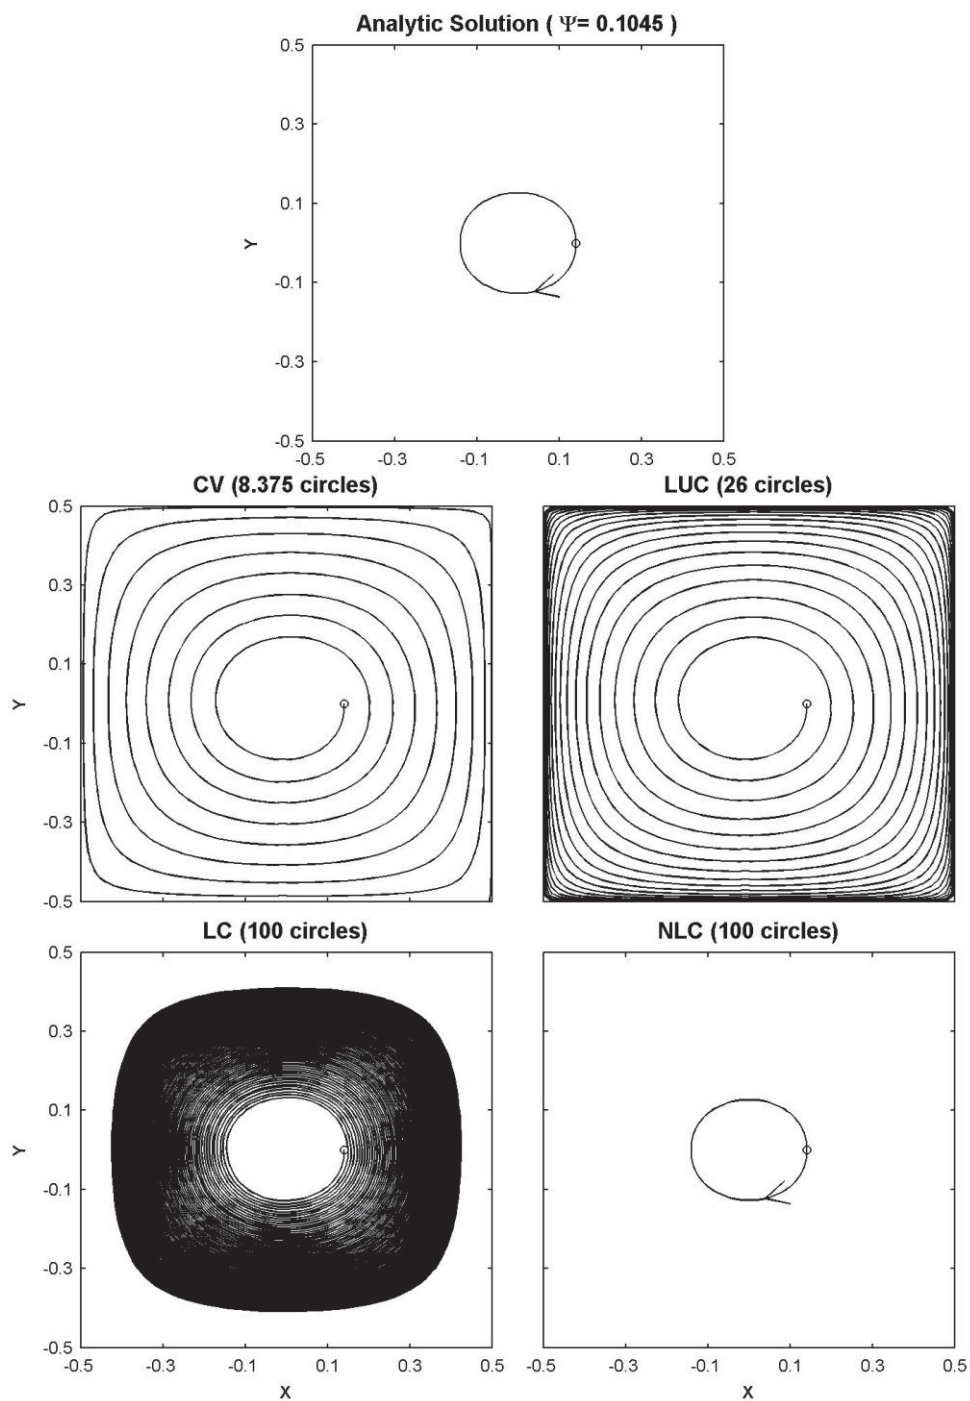 Analytic Solution ( Ψ= 0.1045 )
0.5
0.3
0.1
-0.1
-0.3
-0.5
Y
-0.5 -0.3 -0.1 0.1 0.3 0.5
CV (8.375 circles)
0.5
0.3
0.1
-0.1
-0.3
-0.5
Y
LUC (26 circles)
LC (100 circles)
0.5
0.3
0.1
-0.1
-0.3
-0.5
Y
-0.5 -0.3 -0.1 0.1 0.3 0.5
X
NLC (100 circles)
-0.5 -0.3 -0.1 0.1 0.3 0.5
X